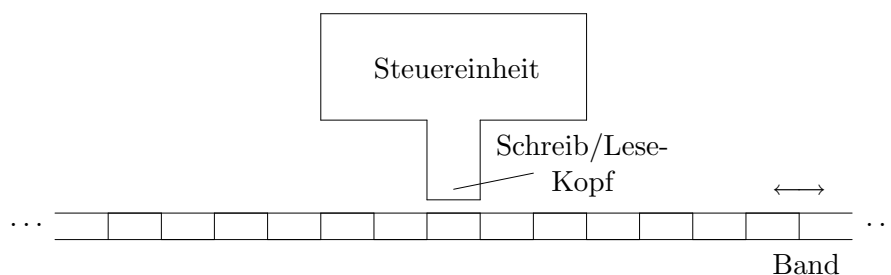 Steuereinheit
Schreib/Lese-
Kopf
... ..
Band